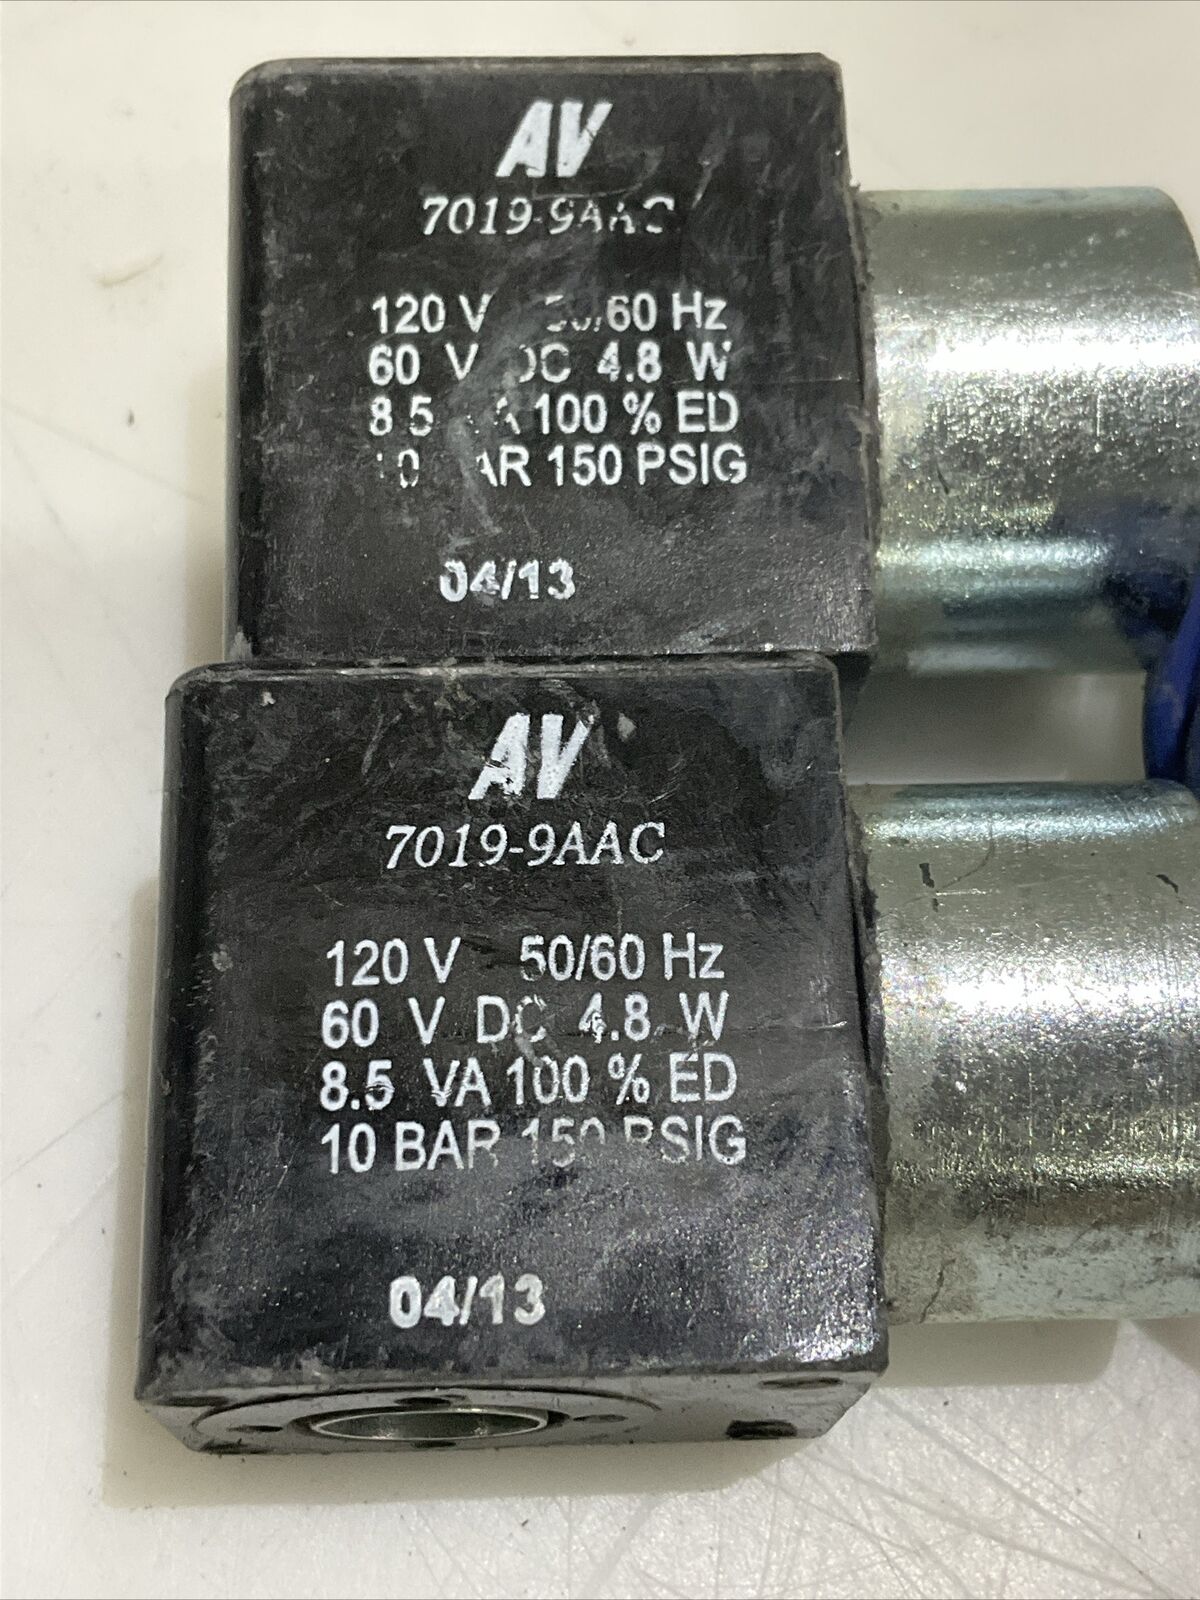 AV
7019-9AAC
120 V 50/60 Hz
60 V DC 4.8 W
8.5 VA 100 % ED
10 BAR 150 PSIG
04/13
AV
7019-9AAC
120 V 50/60 Hz
60 V DC 4.8 W
8.5 VA 100 % ED
10 BAR 150 PSIG
04/13